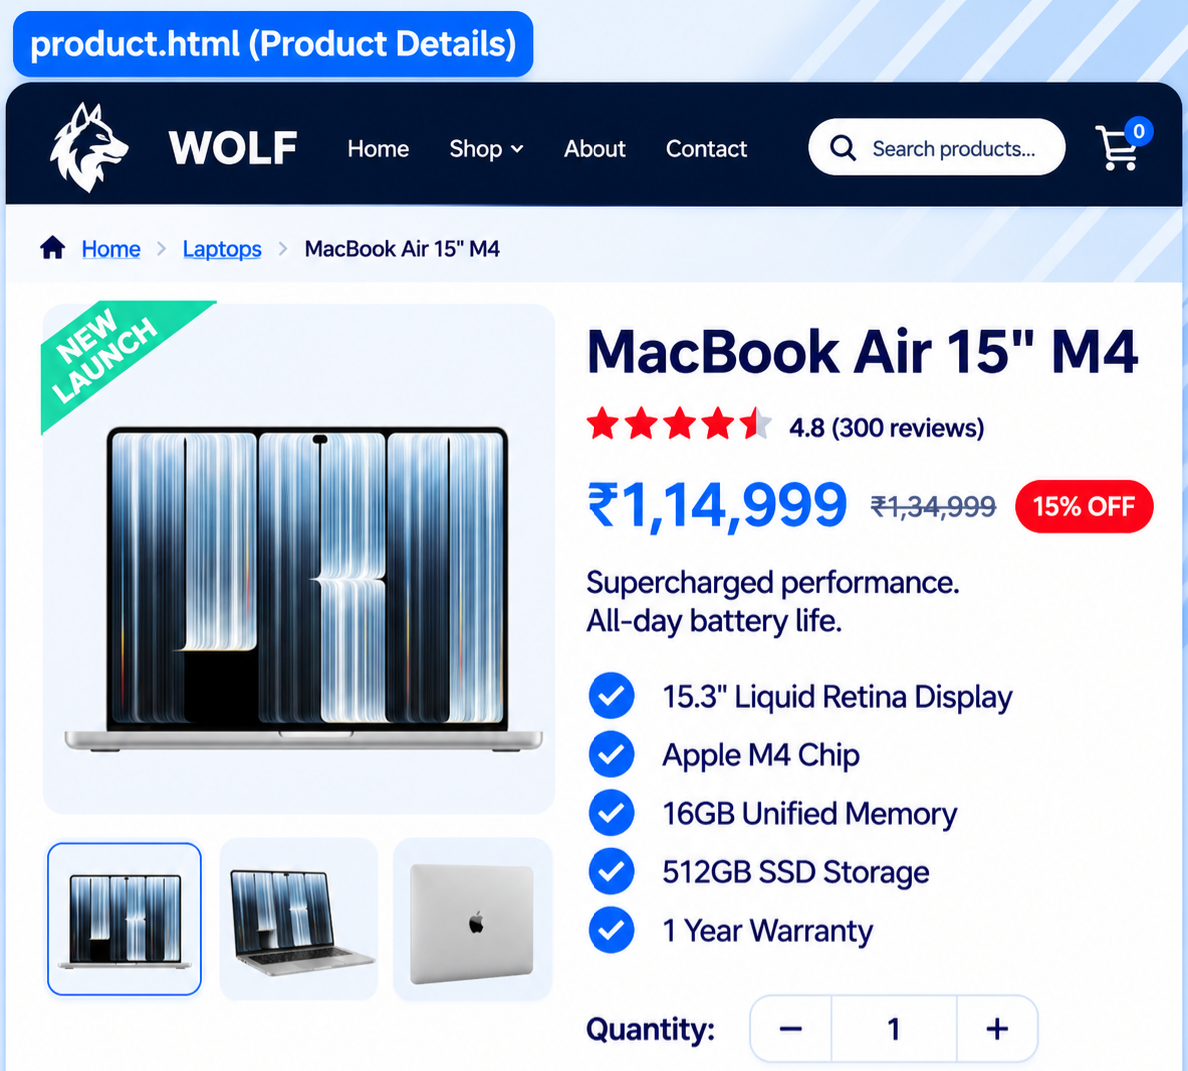 product.html (Product Details)
WOLF
Home
Shop
About
Contact
Search products...
0
Home
Laptops
MacBook Air 15" M4
NEW
LAUNCH
MacBook Air 15" M4
4.8 (300 reviews)
₹1,14,999
₹1,34,999
15% OFF
Supercharged performance.
All-day battery life.
15.3" Liquid Retina Display
Apple M4 Chip
16GB Unified Memory
512GB SSD Storage
1 Year Warranty
Quantity:
− 1 +